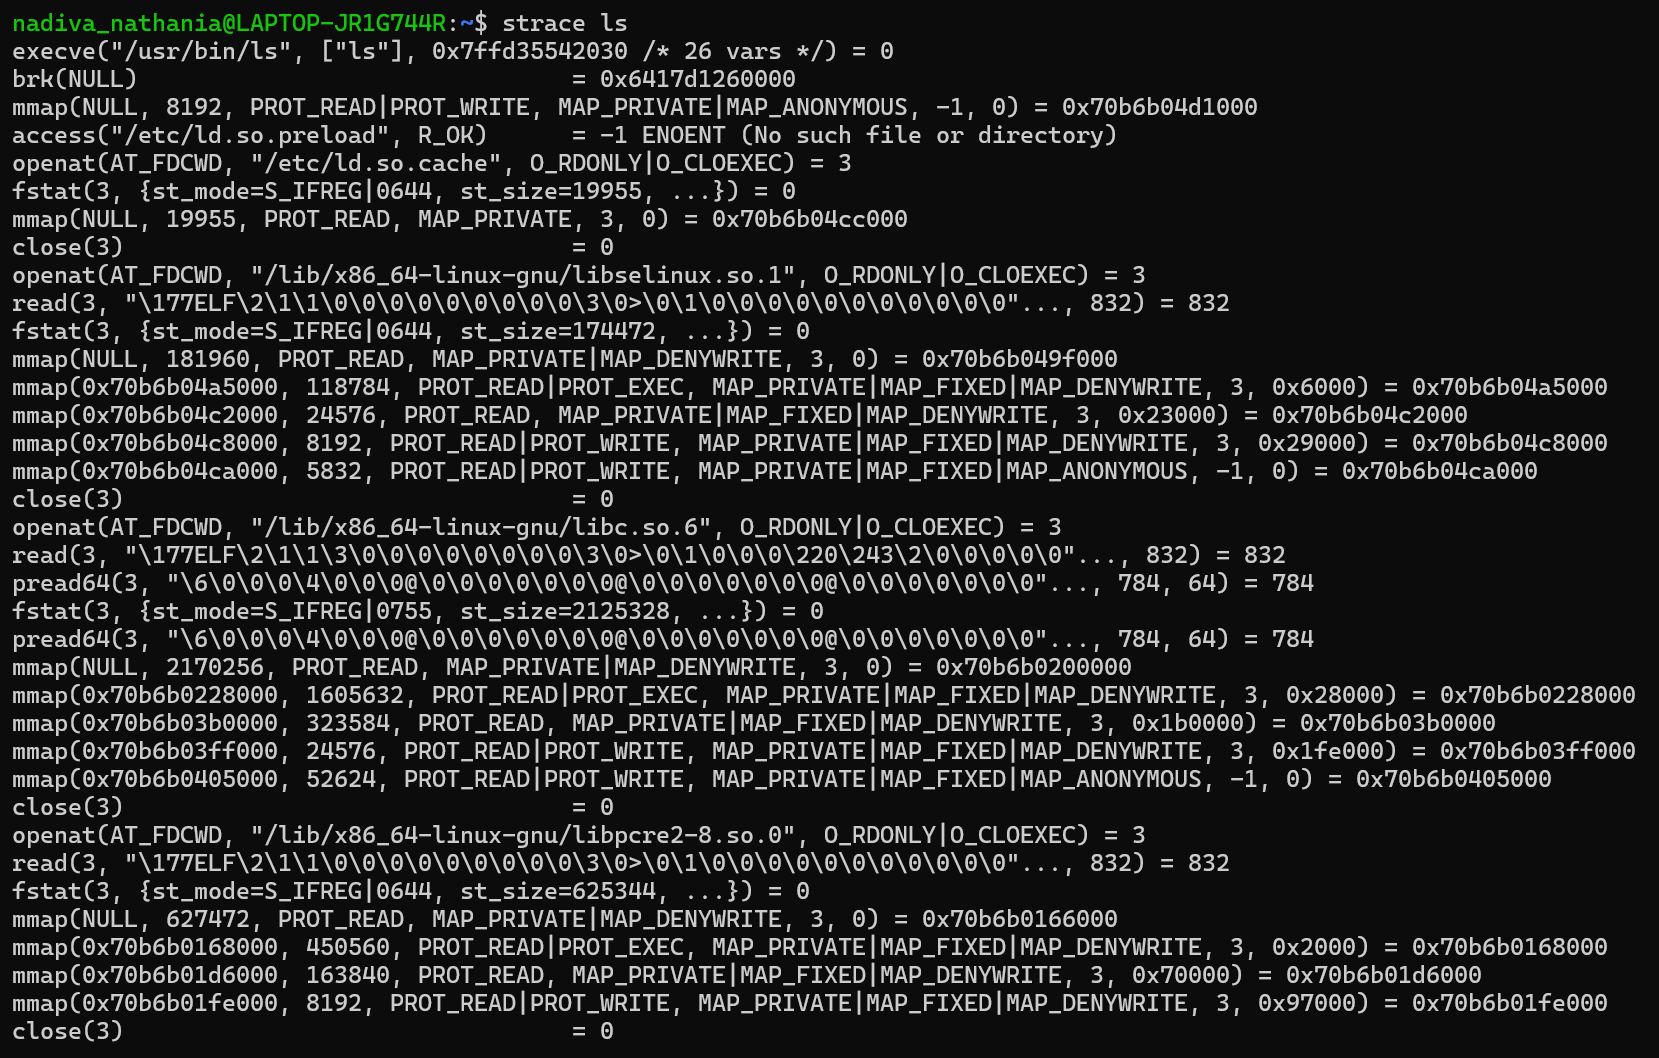 nadiva_nathania@LAPTOP-JR1G744R:~$ strace ls
execve("/usr/bin/ls", ["ls"], 0x7ffd35542030 /* 26 vars */) = 0
brk(NULL)                               = 0x6417d1260000
mmap(NULL, 8192, PROT_READ|PROT_WRITE, MAP_PRIVATE|MAP_ANONYMOUS, -1, 0) = 0x70b6b04d1000
access("/etc/ld.so.preload", R_OK)      = -1 ENOENT (No such file or directory)
openat(AT_FDCWD, "/etc/ld.so.cache", O_RDONLY|O_CLOEXEC) = 3
fstat(3, {st_mode=S_IFREG|0644, st_size=19955, ...}) = 0
mmap(NULL, 19955, PROT_READ, MAP_PRIVATE, 3, 0) = 0x70b6b04cc000
close(3)                                = 0
openat(AT_FDCWD, "/lib/x86_64-linux-gnu/libselinux.so.1", O_RDONLY|O_CLOEXEC) = 3
read(3, "\177ELF\2\1\1\0\0\0\0\0\0\0\0\0\3\0>\0\1\0\0\0\0\0\0\0\0\0\0\0"..., 832) = 832
fstat(3, {st_mode=S_IFREG|0644, st_size=174472, ...}) = 0
mmap(NULL, 181960, PROT_READ, MAP_PRIVATE|MAP_DENYWRITE, 3, 0) = 0x70b6b049f000
mmap(0x70b6b04a5000, 118784, PROT_READ|PROT_EXEC, MAP_PRIVATE|MAP_FIXED|MAP_DENYWRITE, 3, 0x6000) = 0x70b6b04a5000
mmap(0x70b6b04c2000, 24576, PROT_READ, MAP_PRIVATE|MAP_FIXED|MAP_DENYWRITE, 3, 0x23000) = 0x70b6b04c2000
mmap(0x70b6b04c8000, 8192, PROT_READ|PROT_WRITE, MAP_PRIVATE|MAP_FIXED|MAP_DENYWRITE, 3, 0x29000) = 0x70b6b04c8000
mmap(0x70b6b04ca000, 5832, PROT_READ|PROT_WRITE, MAP_PRIVATE|MAP_FIXED|MAP_ANONYMOUS, -1, 0) = 0x70b6b04ca000
close(3)                                = 0
openat(AT_FDCWD, "/lib/x86_64-linux-gnu/libc.so.6", O_RDONLY|O_CLOEXEC) = 3
read(3, "\177ELF\2\1\1\3\0\0\0\0\0\0\0\0\3\0>\0\1\0\0\0\220\243\2\0\0\0\0\0"..., 832) = 832
pread64(3, "\6\0\0\0\4\0\0\0@\0\0\0\0\0\0\0@\0\0\0\0\0\0\0@\0\0\0\0\0\0\0"..., 784, 64) = 784
fstat(3, {st_mode=S_IFREG|0755, st_size=2125328, ...}) = 0
pread64(3, "\6\0\0\0\4\0\0\0@\0\0\0\0\0\0\0@\0\0\0\0\0\0\0@\0\0\0\0\0\0\0"..., 784, 64) = 784
mmap(NULL, 2170256, PROT_READ, MAP_PRIVATE|MAP_DENYWRITE, 3, 0) = 0x70b6b0200000
mmap(0x70b6b0228000, 1605632, PROT_READ|PROT_EXEC, MAP_PRIVATE|MAP_FIXED|MAP_DENYWRITE, 3, 0x28000) = 0x70b6b0228000
mmap(0x70b6b03b0000, 323584, PROT_READ, MAP_PRIVATE|MAP_FIXED|MAP_DENYWRITE, 3, 0x1b0000) = 0x70b6b03b0000
mmap(0x70b6b03ff000, 24576, PROT_READ|PROT_WRITE, MAP_PRIVATE|MAP_FIXED|MAP_DENYWRITE, 3, 0x1fe000) = 0x70b6b03ff000
mmap(0x70b6b0405000, 52624, PROT_READ|PROT_WRITE, MAP_PRIVATE|MAP_FIXED|MAP_ANONYMOUS, -1, 0) = 0x70b6b0405000
close(3)                                = 0
openat(AT_FDCWD, "/lib/x86_64-linux-gnu/libpcre2-8.so.0", O_RDONLY|O_CLOEXEC) = 3
read(3, "\177ELF\2\1\1\0\0\0\0\0\0\0\0\0\3\0>\0\1\0\0\0\0\0\0\0\0\0\0\0"..., 832) = 832
fstat(3, {st_mode=S_IFREG|0644, st_size=625344, ...}) = 0
mmap(NULL, 627472, PROT_READ, MAP_PRIVATE|MAP_DENYWRITE, 3, 0) = 0x70b6b0166000
mmap(0x70b6b0168000, 450560, PROT_READ|PROT_EXEC, MAP_PRIVATE|MAP_FIXED|MAP_DENYWRITE, 3, 0x2000) = 0x70b6b0168000
mmap(0x70b6b01d6000, 163840, PROT_READ, MAP_PRIVATE|MAP_FIXED|MAP_DENYWRITE, 3, 0x70000) = 0x70b6b01d6000
mmap(0x70b6b01fe000, 8192, PROT_READ|PROT_WRITE, MAP_PRIVATE|MAP_FIXED|MAP_DENYWRITE, 3, 0x97000) = 0x70b6b01fe000
close(3)                                = 0